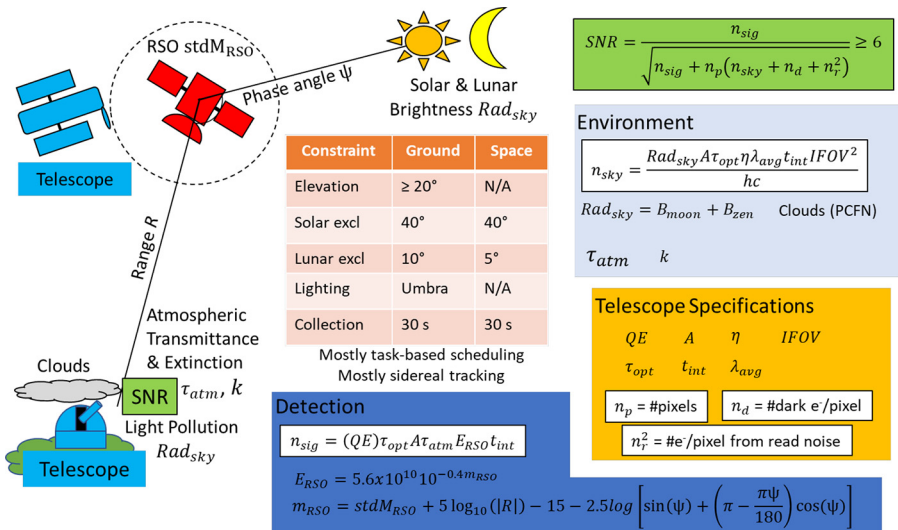 RSO stdM_RSO
Phase angle ψ
Solar & Lunar
Brightness Rad_sky
Telescope
Range R
Atmospheric
Transmittance
& Extinction
τ_atm, k
Clouds
SNR
Light Pollution
Rad_sky
Telescope
Constraint Ground Space
Elevation ≥ 20° N/A
Solar excl 40° 40°
Lunar excl 10° 5°
Lighting Umbra N/A
Collection 30 s 30 s
Mostly task-based scheduling
Mostly sidereal tracking
Detection
n_sig = (QE)τ_opt Aτ_atm E_RSO t_int
E_RSO = 5.6x10^10 10^(-0.4m_RSO)
m_RSO = stdM_RSO + 5 log_10(|R|) − 15 − 2.5log [sin(ψ) + (π − πψ/180) cos(ψ)]
SNR = n_sig / √(n_sig + n_p(n_sky + n_d + n_r^2)) ≥ 6
Environment
n_sky = Rad_sky Aτ_opt ηλ_avg t_int IFOV^2 / hc
Rad_sky = B_moon + B_zen Clouds (PCFN)
τ_atm k
Telescope Specifications
QE A η IFOV
τ_opt t_int λ_avg
n_p = #pixels n_d = #dark e⁻/pixel
n_r^2 = #e⁻/pixel from read noise